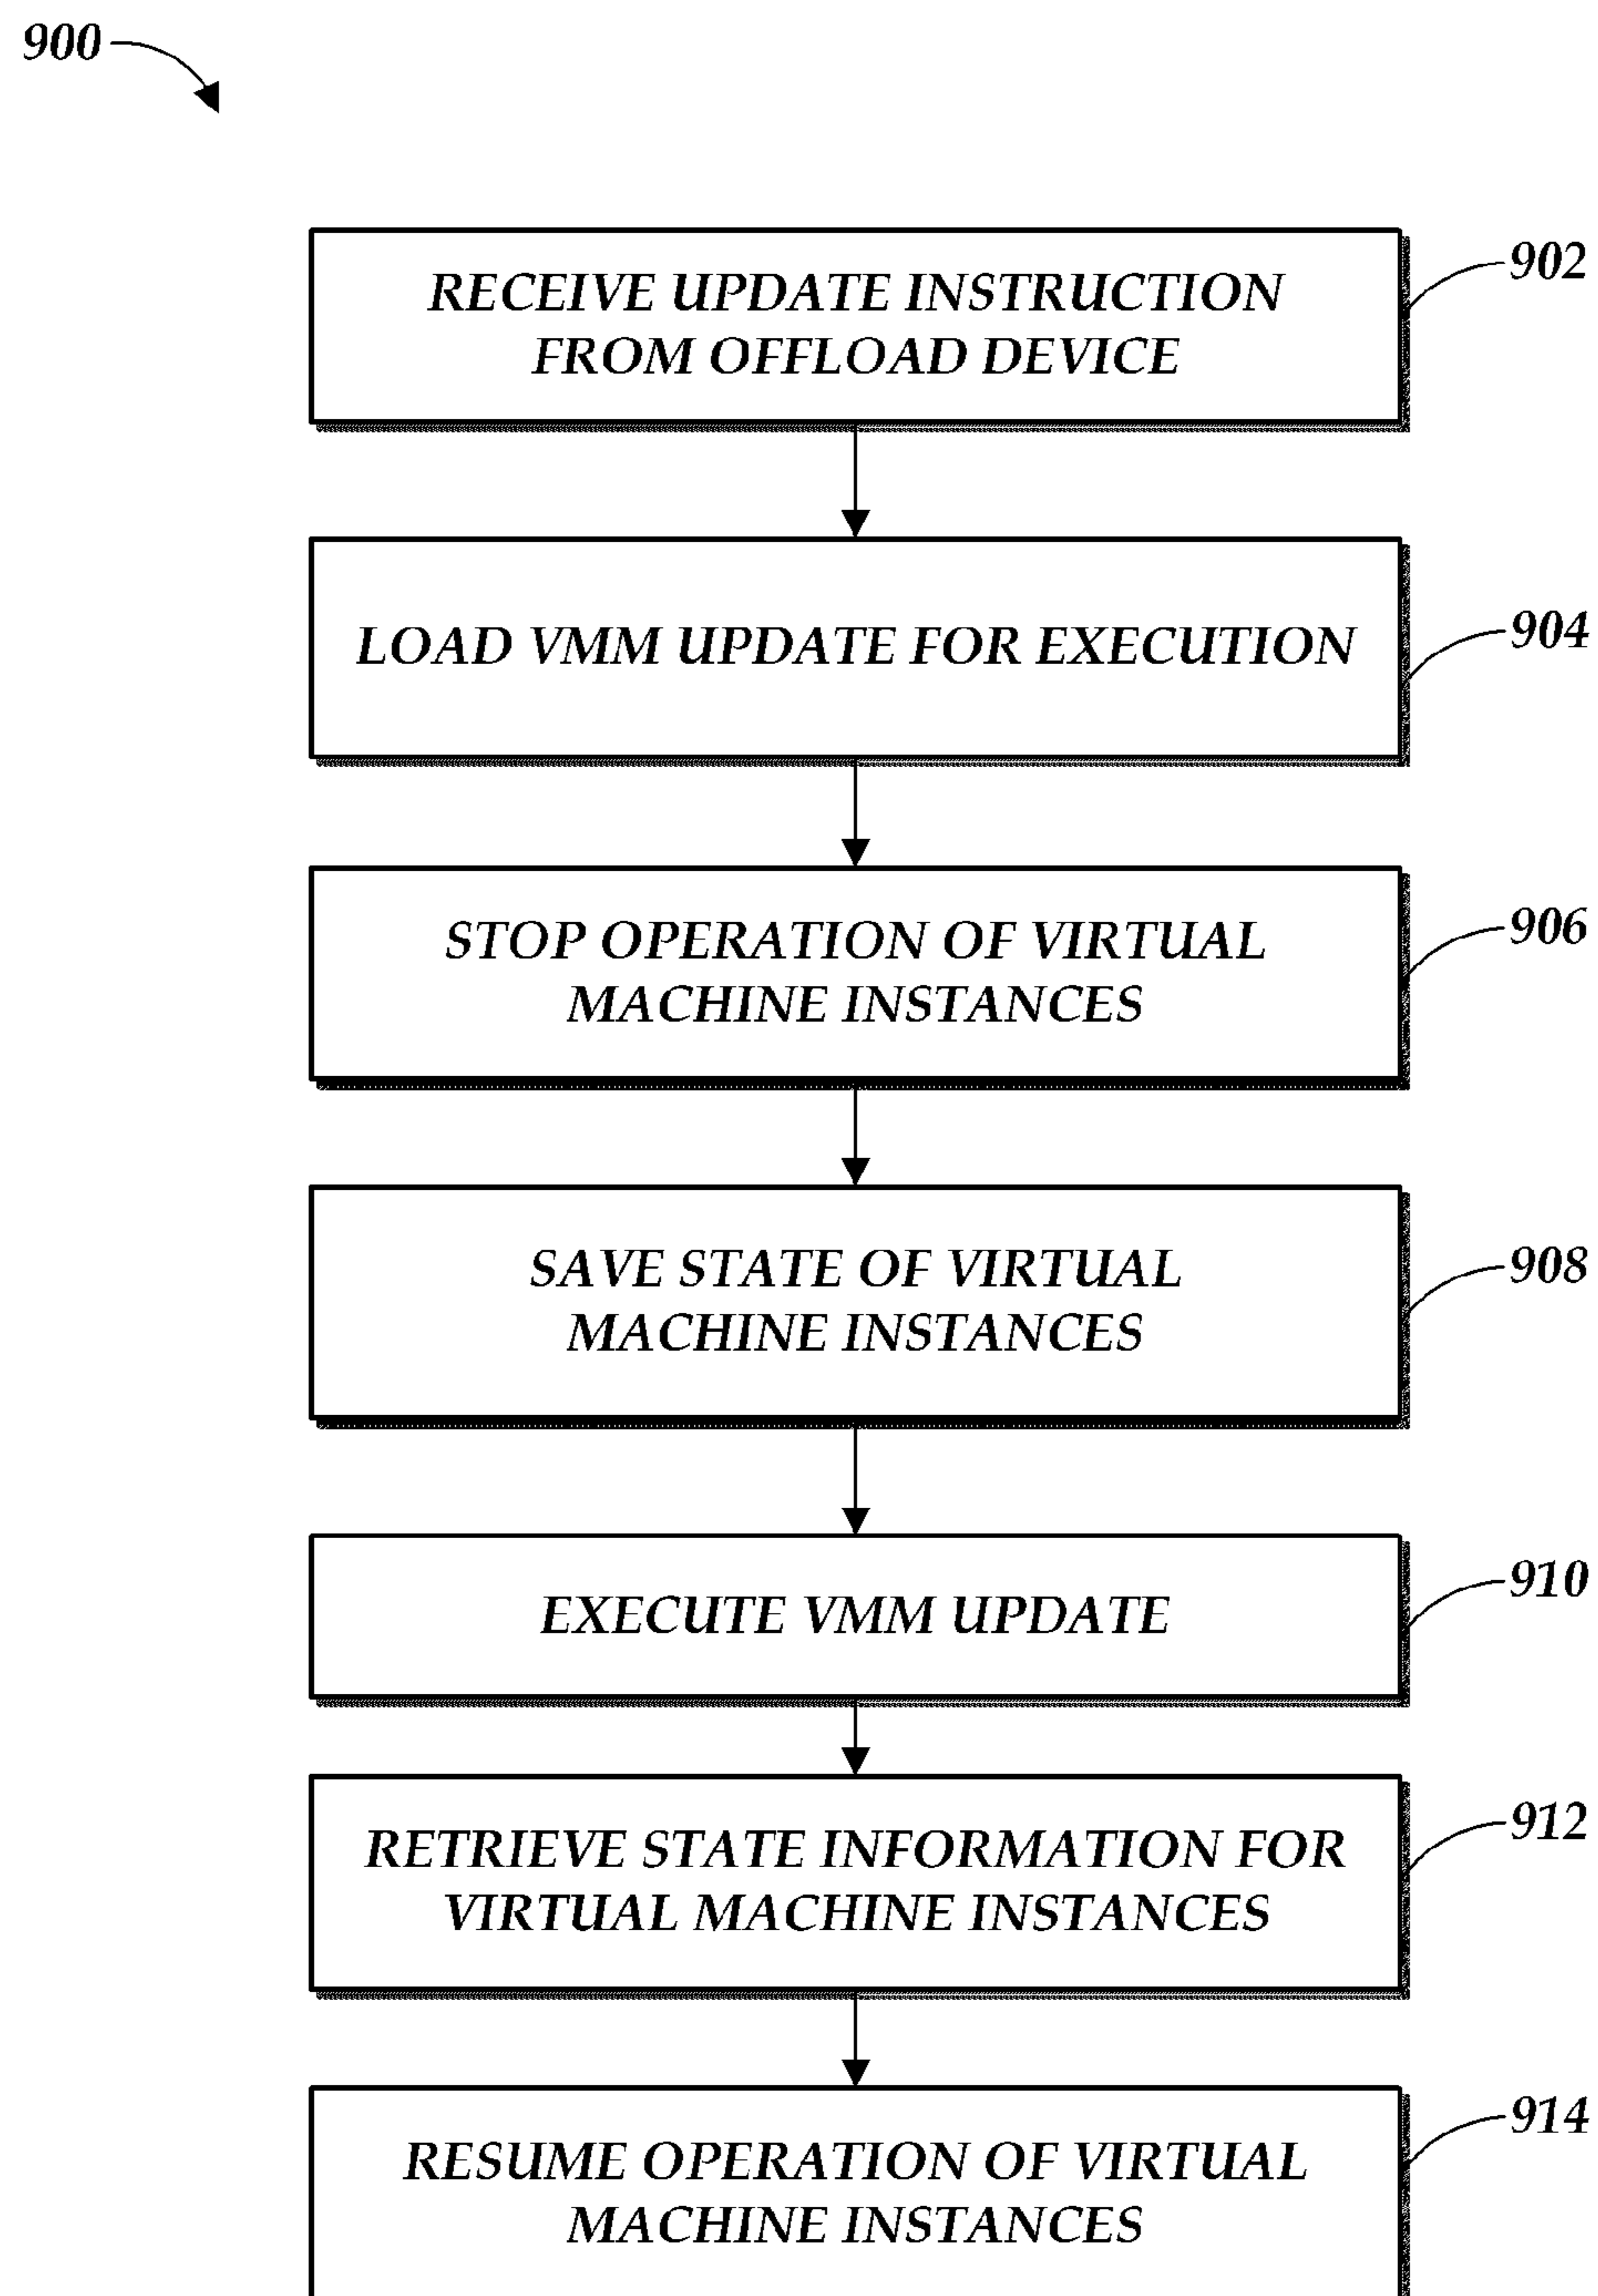 900
RECEIVE UPDATE INSTRUCTION
FROM OFFLOAD DEVICE
902
LOAD VMM UPDATE FOR EXECUTION
904
STOP OPERATION OF VIRTUAL
MACHINE INSTANCES
906
SAVE STATE OF VIRTUAL
MACHINE INSTANCES
908
EXECUTE VMM UPDATE
910
RETRIEVE STATE INFORMATION FOR
VIRTUAL MACHINE INSTANCES
912
RESUME OPERATION OF VIRTUAL
MACHINE INSTANCES
914